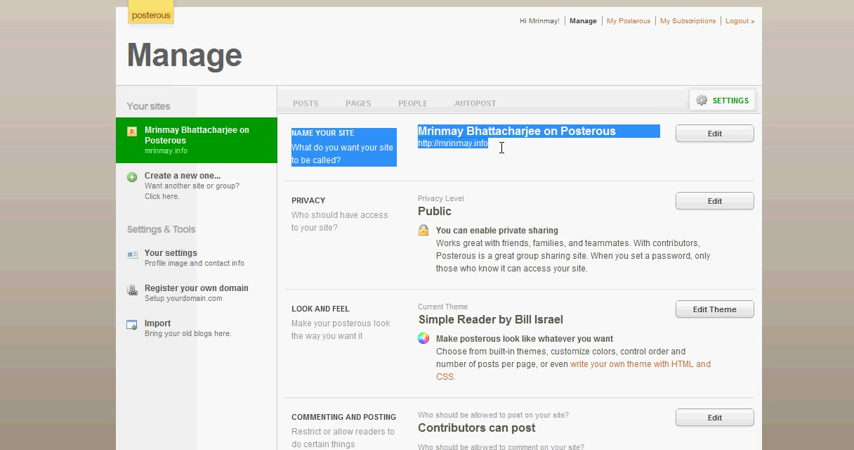 posterous
Hi Mrinmay! | Manage | My Posterous | My Subscriptions | Logout »
Manage
Your sites
Mrinmay Bhattacharjee on
Posterous
mrinmay.info
Create a new one...
Want another site or group?
Click here.
Settings & Tools
Your settings
Profile image and contact info
Register your own domain
Setup yourdomain.com
Import
Bring your old blogs here.
POSTS PAGES PEOPLE AUTOPOST SETTINGS
NAME YOUR SITE
What do you want your site
to be called?
Mrinmay Bhattacharjee on Posterous
http://mrinmay.info
Edit
PRIVACY
Who should have access
to your site?
Privacy Level
Public
You can enable private sharing
Works great with friends, families, and teammates. With contributors,
Posterous is a great group sharing site. When you set a password, only
those who know it can access your site.
Edit
LOOK AND FEEL
Make your posterous look
the way you want it
Current Theme
Simple Reader by Bill Israel
Make posterous look like whatever you want
Choose from built-in themes, customize colors, control order and
number of posts per page, or even write your own theme with HTML and
CSS.
Edit Theme
COMMENTING AND POSTING
Restrict or allow readers to
do certain things
Who should be allowed to post on your site?
Contributors can post
Who should be allowed to comment on your site?
Edit